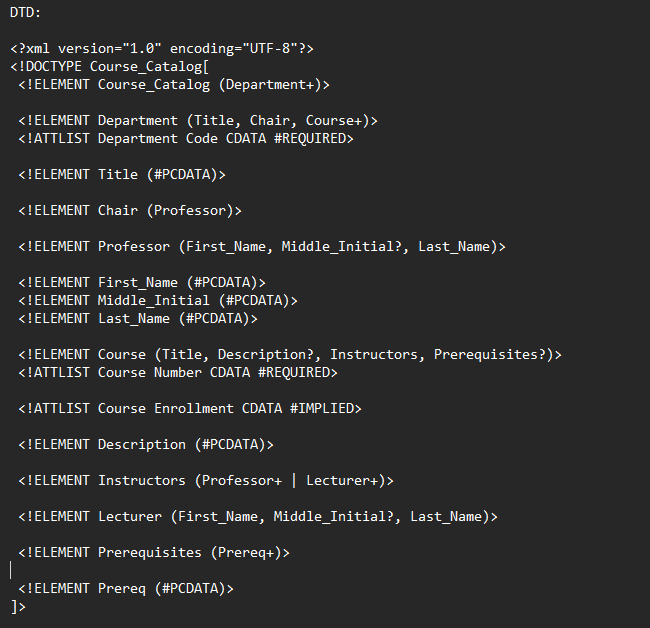 DTD:
<?xml version="1.0" encoding="UTF-8"?>
<!DOCTYPE Course_Catalog[
<!ELEMENT Course_Catalog (Department+)>
<!ELEMENT Department (Title, Chair, Course+)>
<!ATTLIST Department Code CDATA #REQUIRED>
<!ELEMENT Title (#PCDATA)>
<!ELEMENT Chair (Professor)>
<!ELEMENT Professor (First_Name, Middle_Initial?, Last_Name)>
<!ELEMENT First_Name (#PCDATA)>
<!ELEMENT Middle_Initial (#PCDATA)>
<!ELEMENT Last_Name (#PCDATA)>
<!ELEMENT Course (Title, Description?, Instructors, Prerequisites?)>
<!ATTLIST Course Number CDATA #REQUIRED>
<!ATTLIST Course Enrollment CDATA #IMPLIED>
<!ELEMENT Description (#PCDATA)>
<!ELEMENT Instructors (Professor+ | Lecturer+)>
<!ELEMENT Lecturer (First_Name, Middle_Initial?, Last_Name)>
<!ELEMENT Prerequisites (Prereq+)>
<!ELEMENT Prereq (#PCDATA)>
]>